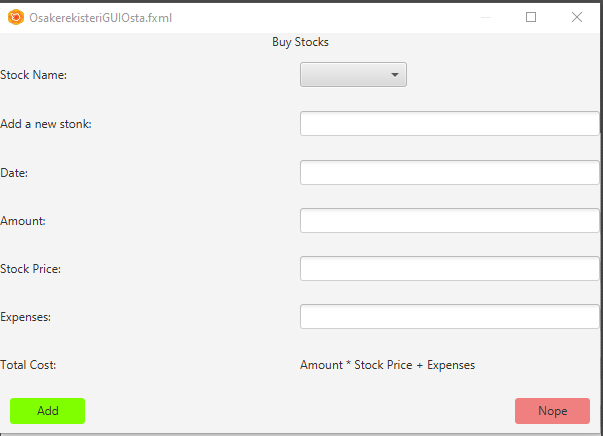 OsakerekisteriGUIOsta.fxml
Buy Stocks
Stock Name:
Add a new stonk:
Date:
Amount:
Stock Price:
Expenses:
Total Cost: Amount * Stock Price + Expenses
Add Nope